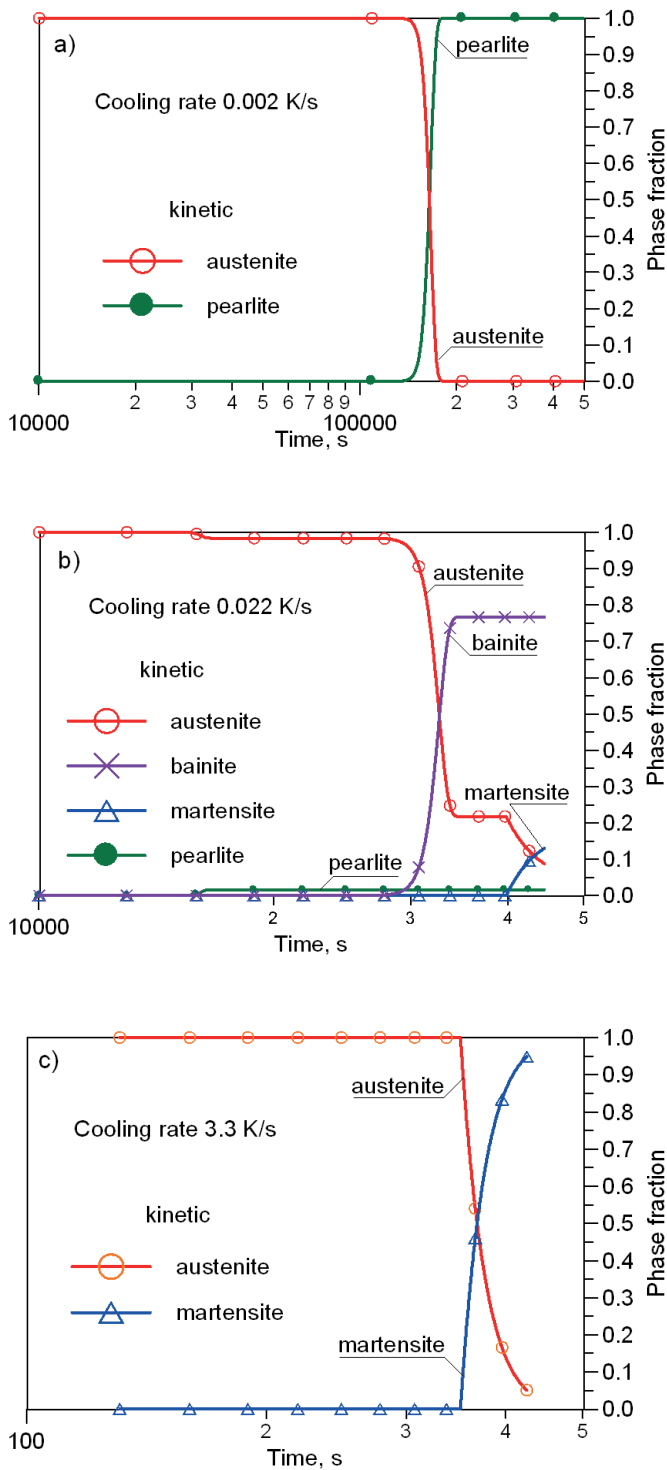 a)
Cooling rate 0.002 K/s
kinetic
austenite
pearlite
pearlite
austenite
1.0
0.9
0.8
0.7
0.6
0.5
0.4
0.3
0.2
0.1
0.0
Phase fraction
10000 2 3 4 5 6 7 8 9 100000 2 3 4 5
Time, s
b)
Cooling rate 0.022 K/s
kinetic
austenite
bainite
martensite
pearlite
austenite
bainite
martensite
pearlite
1.0
0.9
0.8
0.7
0.6
0.5
0.4
0.3
0.2
0.1
0.0
Phase fraction
10000 2 3 4 5
Time, s
c)
Cooling rate 3.3 K/s
kinetic
austenite
martensite
austenite
martensite
1.0
0.9
0.8
0.7
0.6
0.5
0.4
0.3
0.2
0.1
0.0
Phase fraction
100 2 3 4 5
Time, s